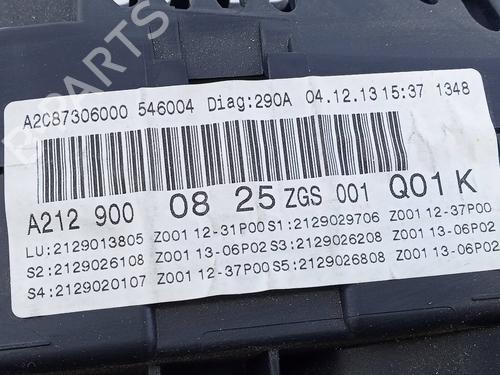 A2C87306000 546004 Diag:290A 04.12.13 15:37 1348
A212 900 08 25 ZGS 001 Q01 K
LU:2129013805 Z001 12-31P00 S1:2129029706 Z001 12-37P00
S2:2129026108 Z001 13-06P02 S3:2129026208 Z001 13-06P02
S4:2129020107 Z001 12-37P00 S5:2129026808 Z001 13-06P02
B-PARTS